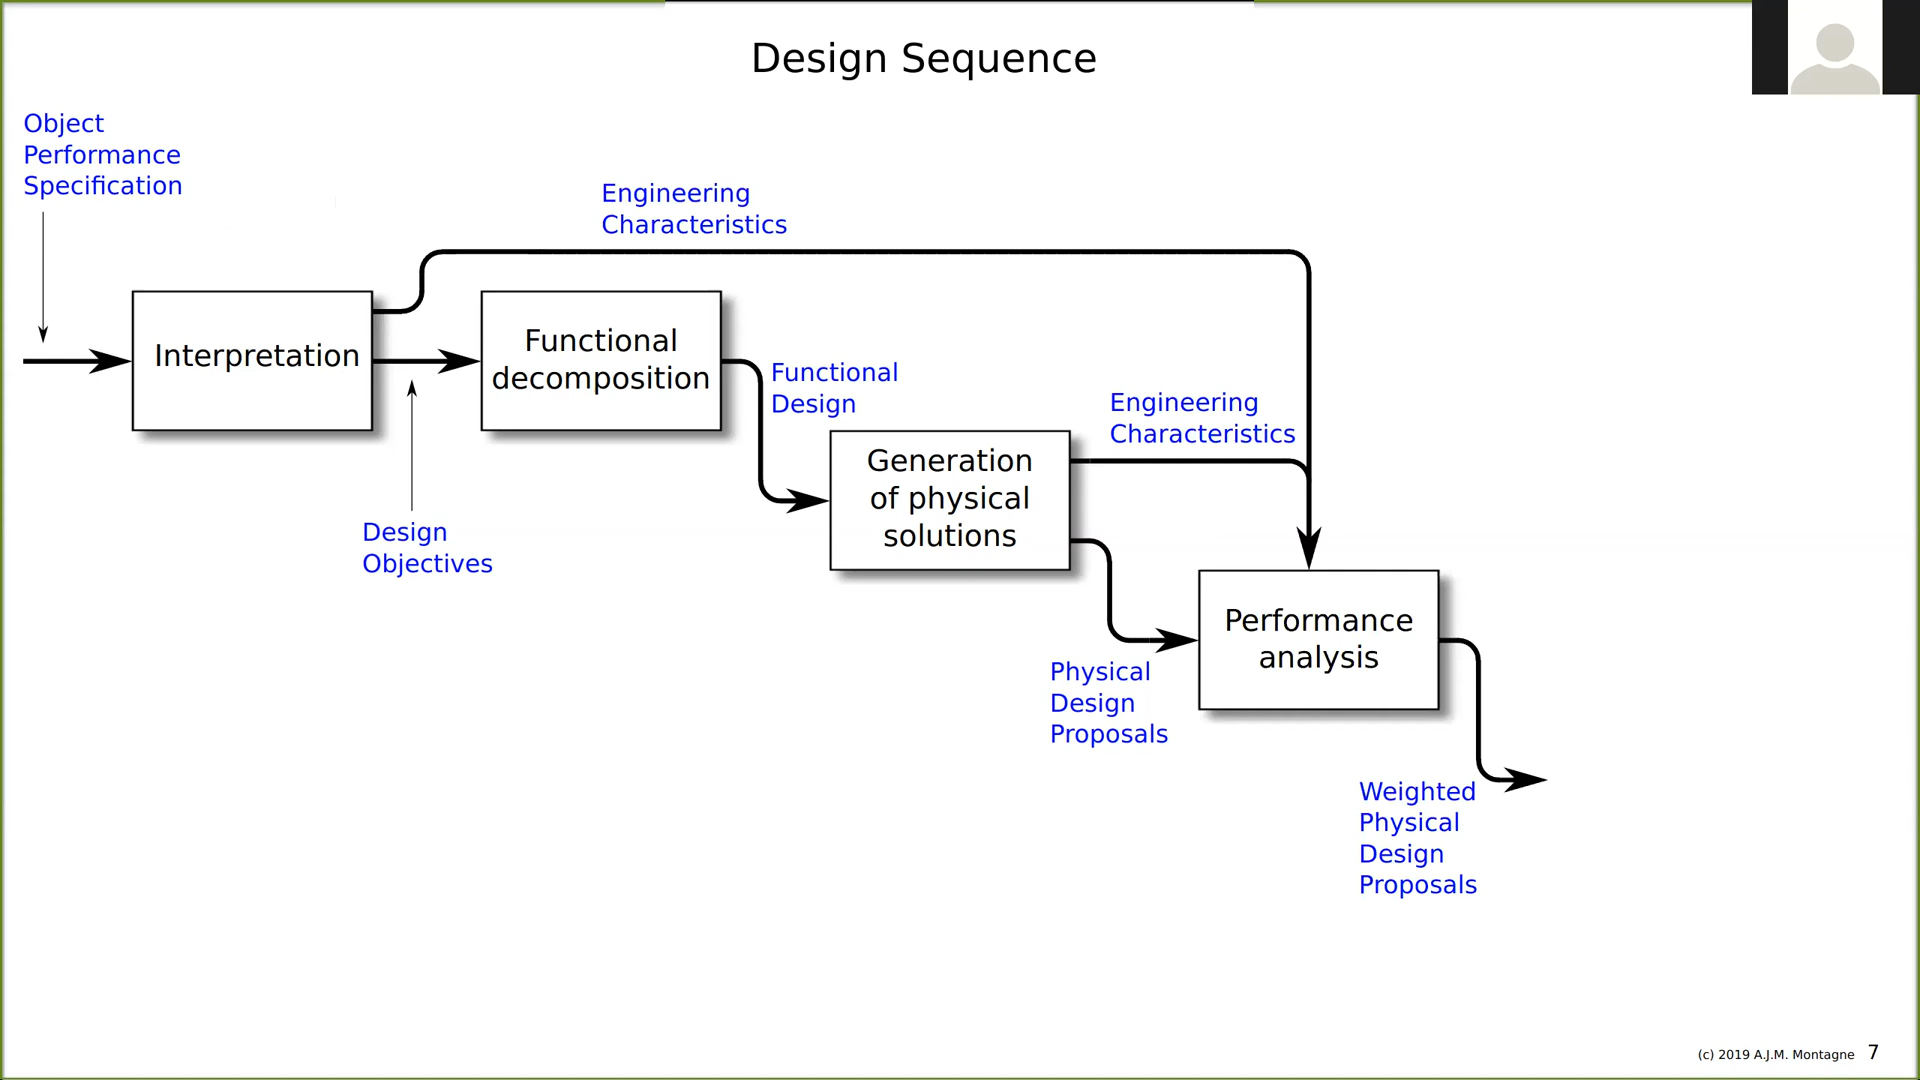 Design Sequence
Object
Performance
Specification
Engineering
Characteristics
Interpretation
Functional
decomposition
Functional
Design
Engineering
Characteristics
Generation
of physical
solutions
Design
Objectives
Performance
analysis
Physical
Design
Proposals
Weighted
Physical
Design
Proposals
(c) 2019 A.J.M. Montagne 7